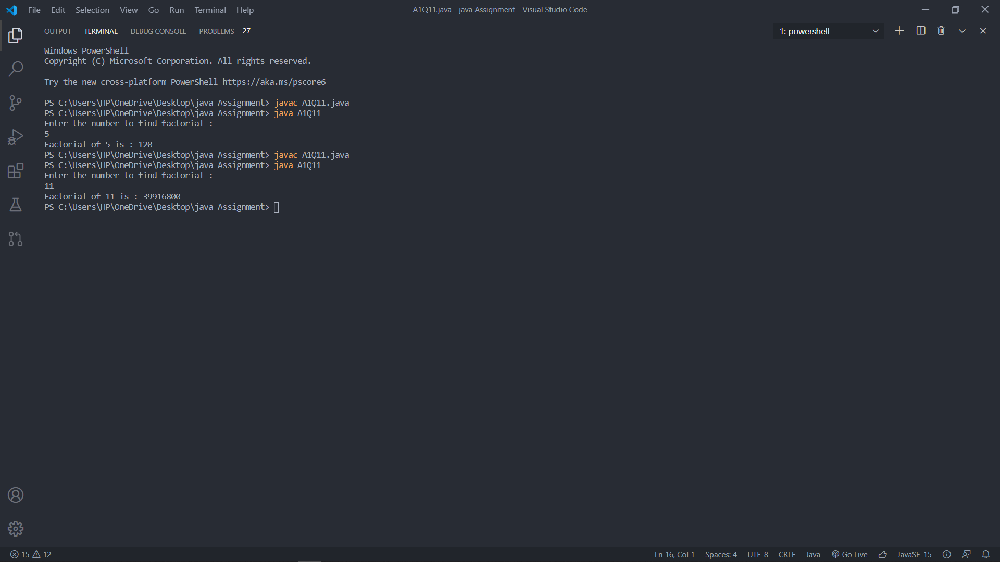 File Edit Selection View Go Run Terminal Help
A1Q11.java - java Assignment - Visual Studio Code
OUTPUT TERMINAL DEBUG CONSOLE PROBLEMS 27
1: powershell
Windows PowerShell
Copyright (C) Microsoft Corporation. All rights reserved.
Try the new cross-platform PowerShell https://aka.ms/pscore6
PS C:\Users\HP\OneDrive\Desktop\java Assignment> javac A1Q11.java
PS C:\Users\HP\OneDrive\Desktop\java Assignment> java A1Q11
Enter the number to find factorial :
5
Factorial of 5 is : 120
PS C:\Users\HP\OneDrive\Desktop\java Assignment> javac A1Q11.java
PS C:\Users\HP\OneDrive\Desktop\java Assignment> java A1Q11
Enter the number to find factorial :
11
Factorial of 11 is : 39916800
PS C:\Users\HP\OneDrive\Desktop\java Assignment>
15 12
Ln 16, Col 1 Spaces: 4 UTF-8 CRLF Java Go Live JavaSE-15